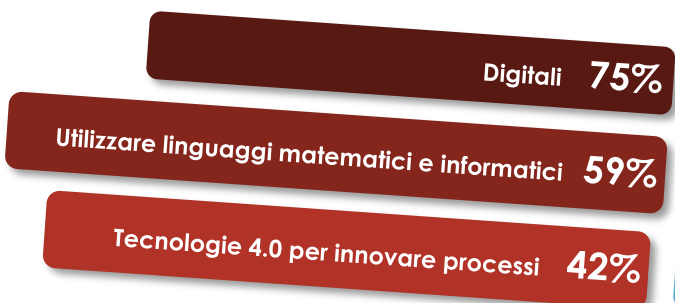 Digitali 75%
Utilizzare linguaggi matematici e informatici 59%
Tecnologie 4.0 per innovare processi 42%